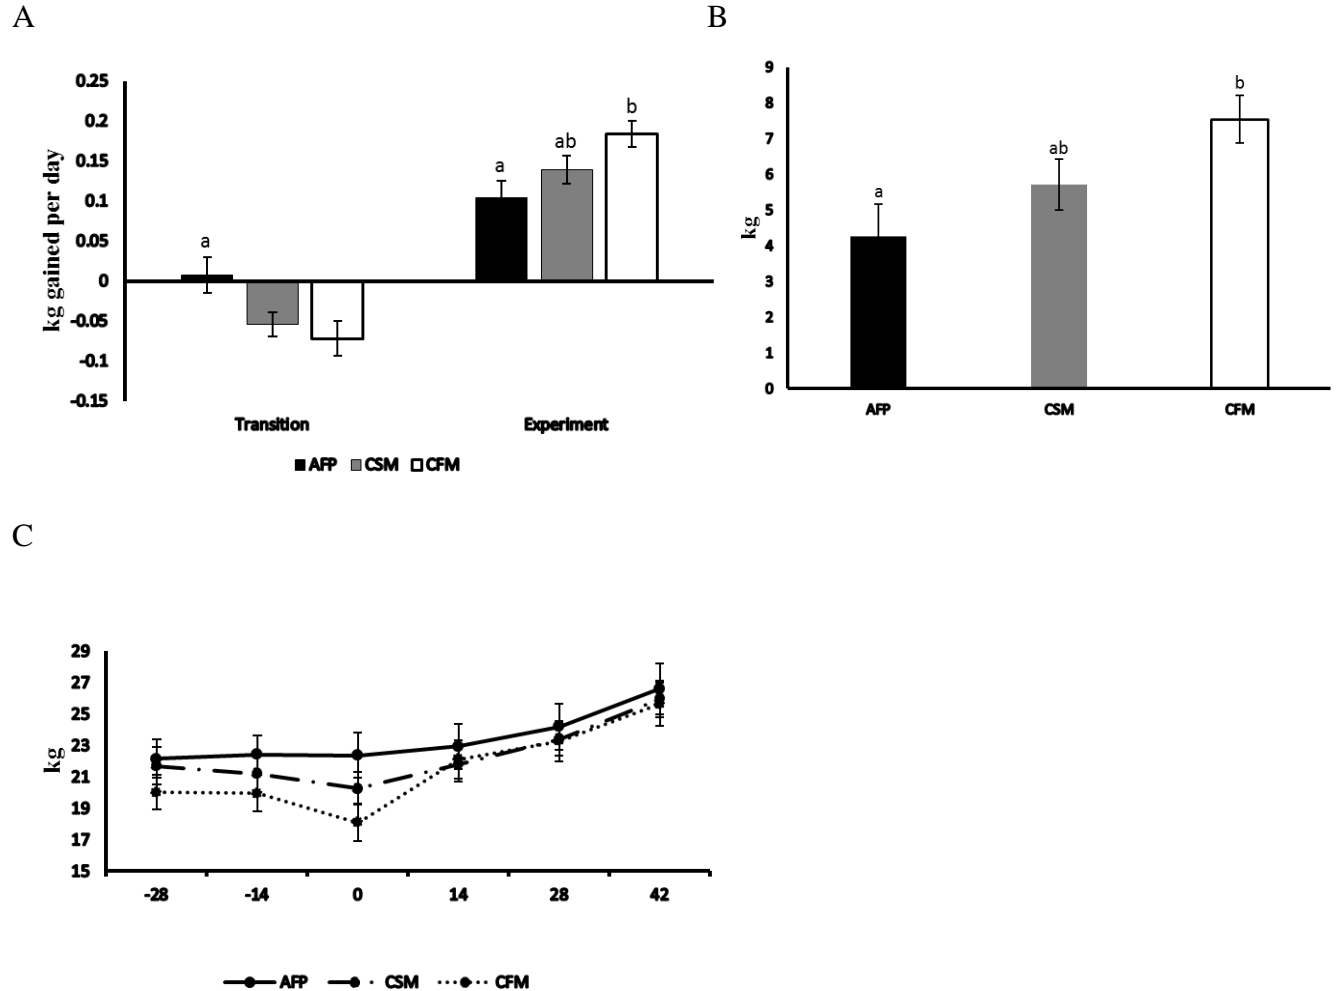 A
kg gained per day
0.25
0.2
0.15
0.1
0.05
0
-0.05
-0.1
-0.15
a
a
ab
b
Transition Experiment
AFP CSM CFM
B
kg
9
8
7
6
5
4
3
2
1
0
a
ab
b
AFP CSM CFM
C
kg
29
27
25
23
21
19
17
15
-28 -14 0 14 28 42
AFP CSM CFM